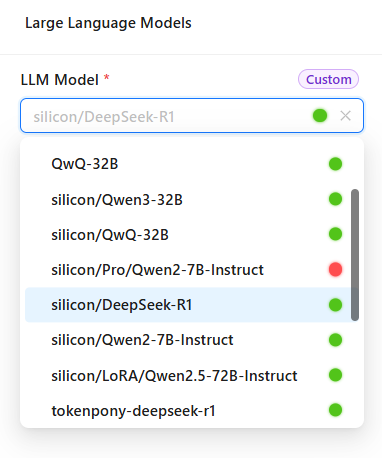 Large Language Models
LLM Model * Custom
silicon/DeepSeek-R1
QwQ-32B
silicon/Qwen3-32B
silicon/QwQ-32B
silicon/Pro/Qwen2-7B-Instruct
silicon/DeepSeek-R1
silicon/Qwen2-7B-Instruct
silicon/LoRA/Qwen2.5-72B-Instruct
tokenpony-deepseek-r1